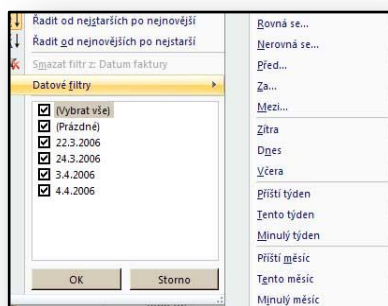 Řadit od nejstarších po nejnovější
Řadit od nejnovějších po nejstarší
Smazat filtr z: Datum faktury
Datové filtry
(Vybrat vše)
(Prázdné)
22.3.2006
24.3.2006
3.4.2006
4.4.2006
OK
Storno
Rovná se...
Nerovná se...
Před...
Za...
Mezi...
Zítra
Dnes
Včera
Příští týden
Tento týden
Minulý týden
Příští měsíc
Tento měsíc
Minulý měsíc